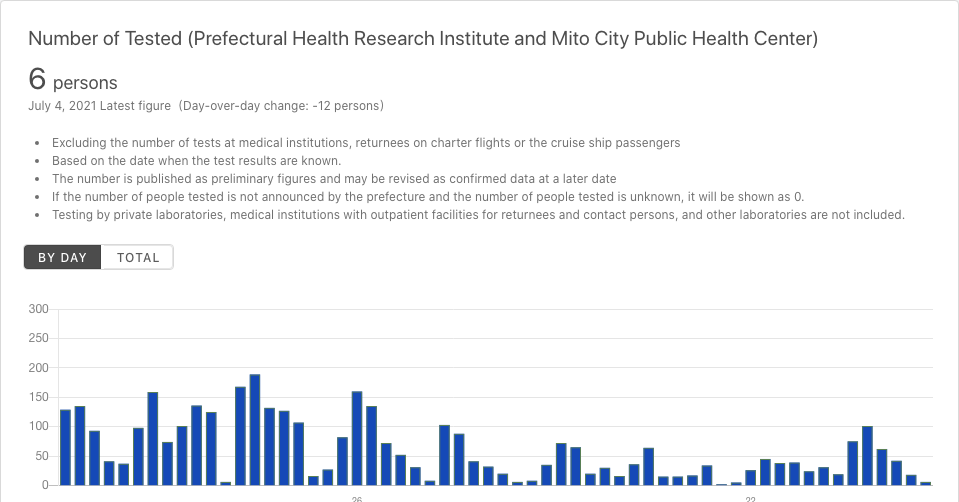 Number of Tested (Prefectural Health Research Institute and Mito City Public Health Center)
6 persons
July 4, 2021 Latest figure (Day-over-day change: -12 persons)
• Excluding the number of tests at medical institutions, returnees on charter flights or the cruise ship passengers
• Based on the date when the test results are known.
• The number is published as preliminary figures and may be revised as confirmed data at a later date
• If the number of people tested is not announced by the prefecture and the number of people tested is unknown, it will be shown as 0.
• Testing by private laboratories, medical institutions with outpatient facilities for returnees and contact persons, and other laboratories are not included.
BY DAY TOTAL
300
250
200
150
100
50
0
26 22